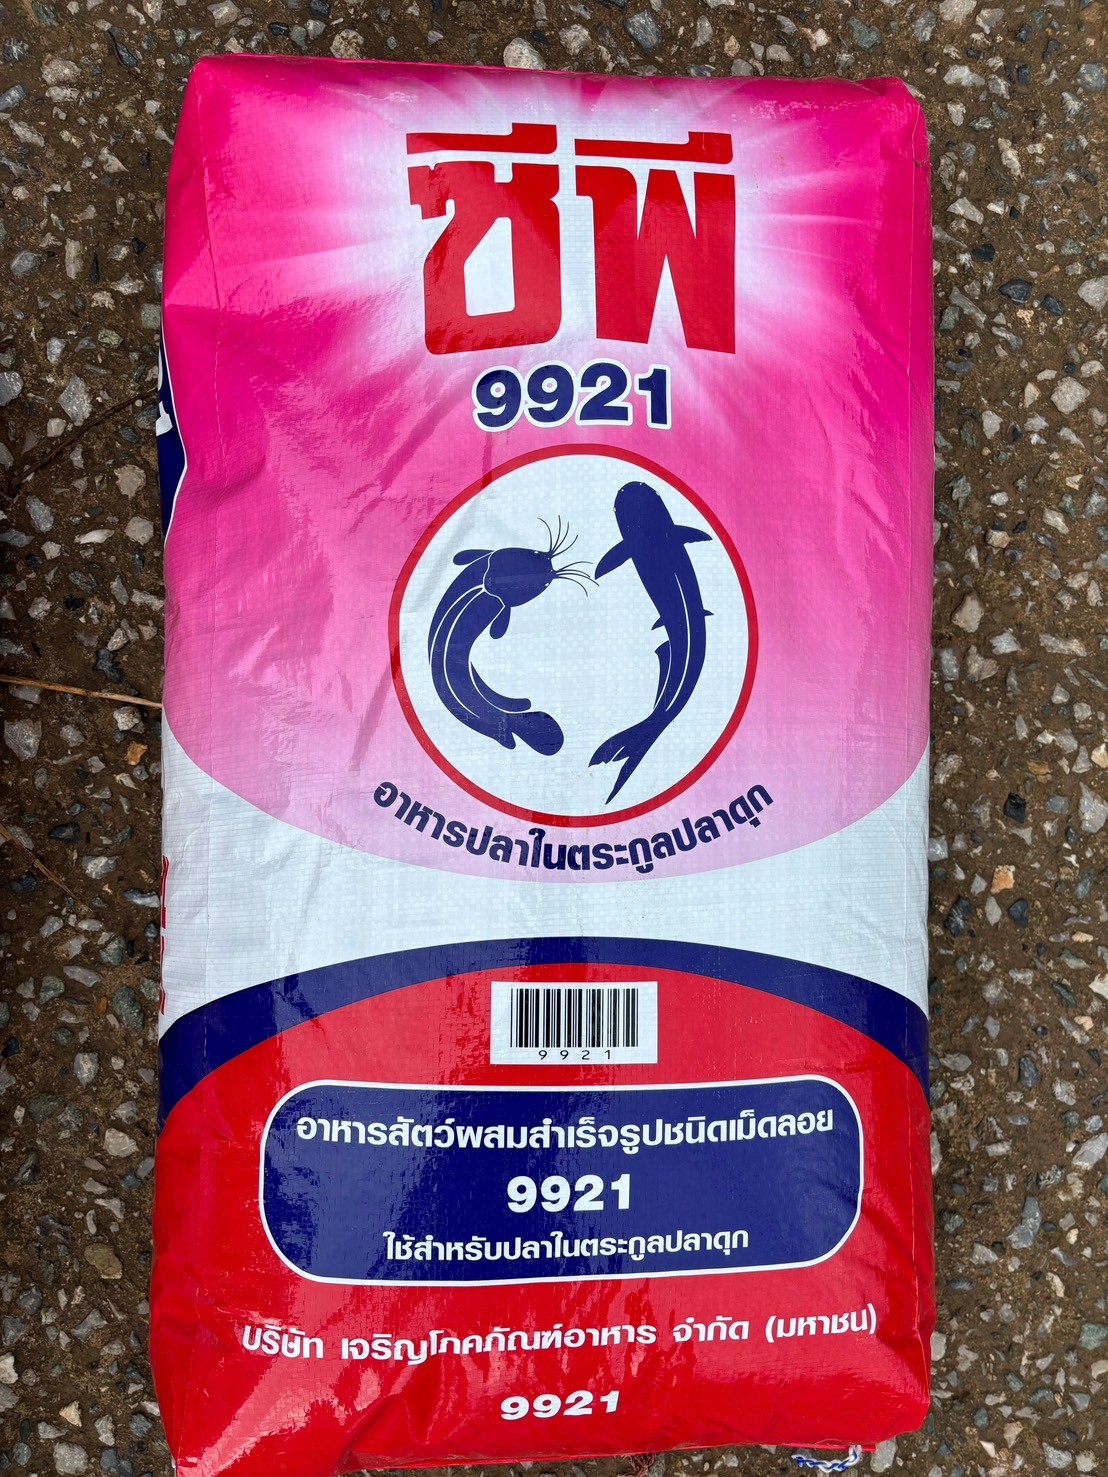 ซีพี
9921
อาหารปลาในตระกูลปลาดุก
9921
อาหารสัตว์ผสมสำเร็จรูปชนิดเม็ดลอย
9921
ใช้สำหรับปลาในตระกูลปลาดุก
บริษัท เจริญโภคภัณฑ์อาหาร จำกัด (มหาชน)
9921